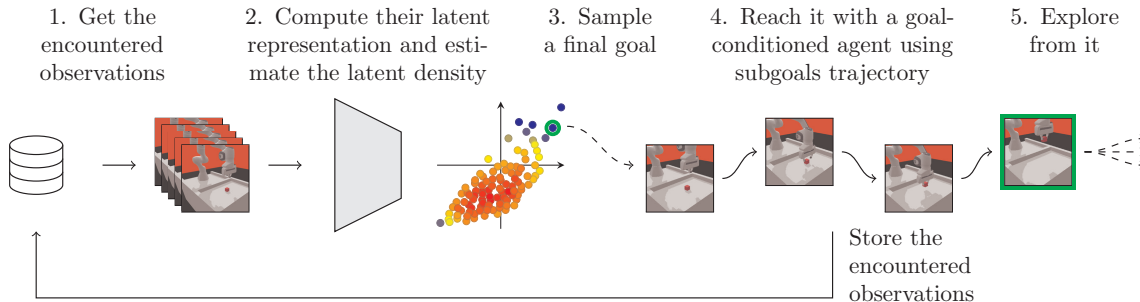 1. Get the
encountered
observations
2. Compute their latent
representation and esti-
mate the latent density
3. Sample
a final goal
4. Reach it with a goal-
conditioned agent using
subgoals trajectory
5. Explore
from it
Store the
encountered
observations